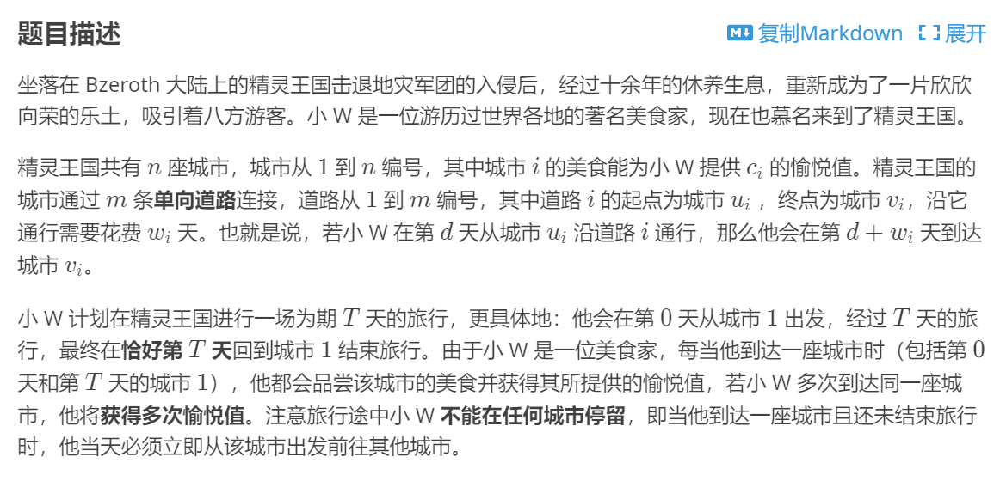 题目描述
复制Markdown 展开
坐落在 Bzeroth 大陆上的精灵王国击退地灾军团的入侵后，经过十余年的休养生息，重新成为了一片欣欣
向荣的乐土，吸引着八方游客。小 W 是一位游历过世界各地的著名美食家，现在也慕名来到了精灵王国。
精灵王国共有 n 座城市，城市从 1 到 n 编号，其中城市 i 的美食能为小 W 提供 c_i 的愉悦值。精灵王国的
城市通过 m 条单向道路连接，道路从 1 到 m 编号，其中道路 i 的起点为城市 u_i ，终点为城市 v_i，沿它
通行需要花费 w_i 天。也就是说，若小 W 在第 d 天从城市 u_i 沿道路 i 通行，那么他会在第 d + w_i 天到达
城市 v_i。
小 W 计划在精灵王国进行一场为期 T 天的旅行，更具体地：他会在第 0 天从城市 1 出发，经过 T 天的旅
行，最终在恰好第 T 天回到城市 1 结束旅行。由于小 W 是一位美食家，每当他到达一座城市时（包括第 0
天和第 T 天的城市 1），他都会品尝该城市的美食并获得其所提供的愉悦值，若小 W 多次到达同一座城
市，他将获得多次愉悦值。注意旅行途中小 W 不能在任何城市停留，即当他到达一座城市且还未结束旅行
时，他当天必须立即从该城市出发前往其他城市。